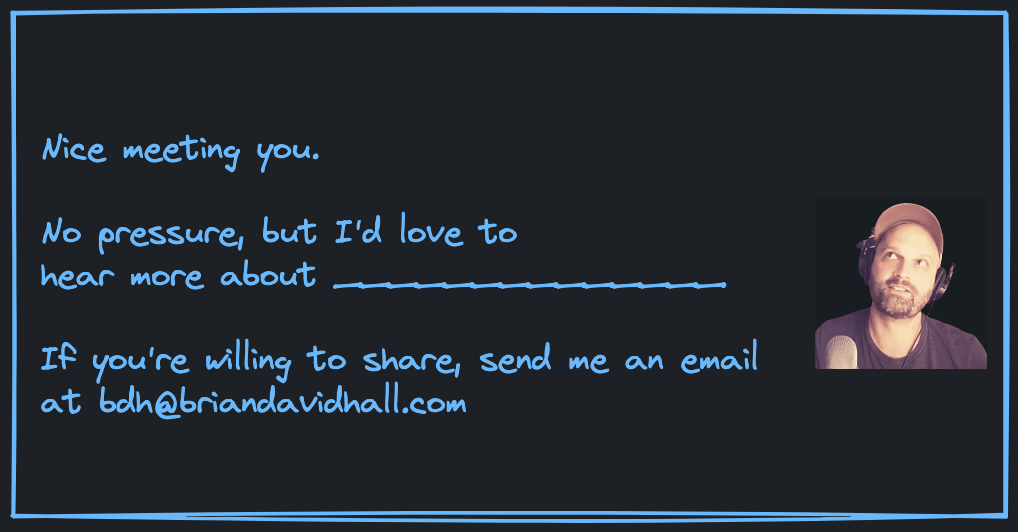 Nice meeting you.
No pressure, but I'd love to
hear more about ______________
If you're willing to share, send me an email
at bdh@briandavidhall.com